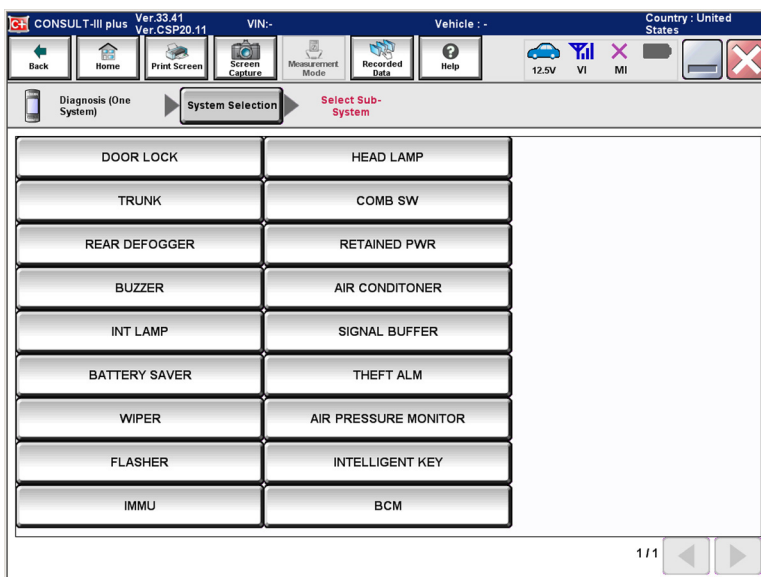 C+ CONSULT-III plus Ver.33.41 VIN:- Vehicle : - Country : United
Ver.CSP20.11 States
Back Home Print Screen Screen Capture Measurement Mode Recorded Data Help 12.5V VI MI
Diagnosis (One System) System Selection Select Sub-System
DOOR LOCK HEAD LAMP
TRUNK COMB SW
REAR DEFOGGER RETAINED PWR
BUZZER AIR CONDITONER
INT LAMP SIGNAL BUFFER
BATTERY SAVER THEFT ALM
WIPER AIR PRESSURE MONITOR
FLASHER INTELLIGENT KEY
IMMU BCM
1/1